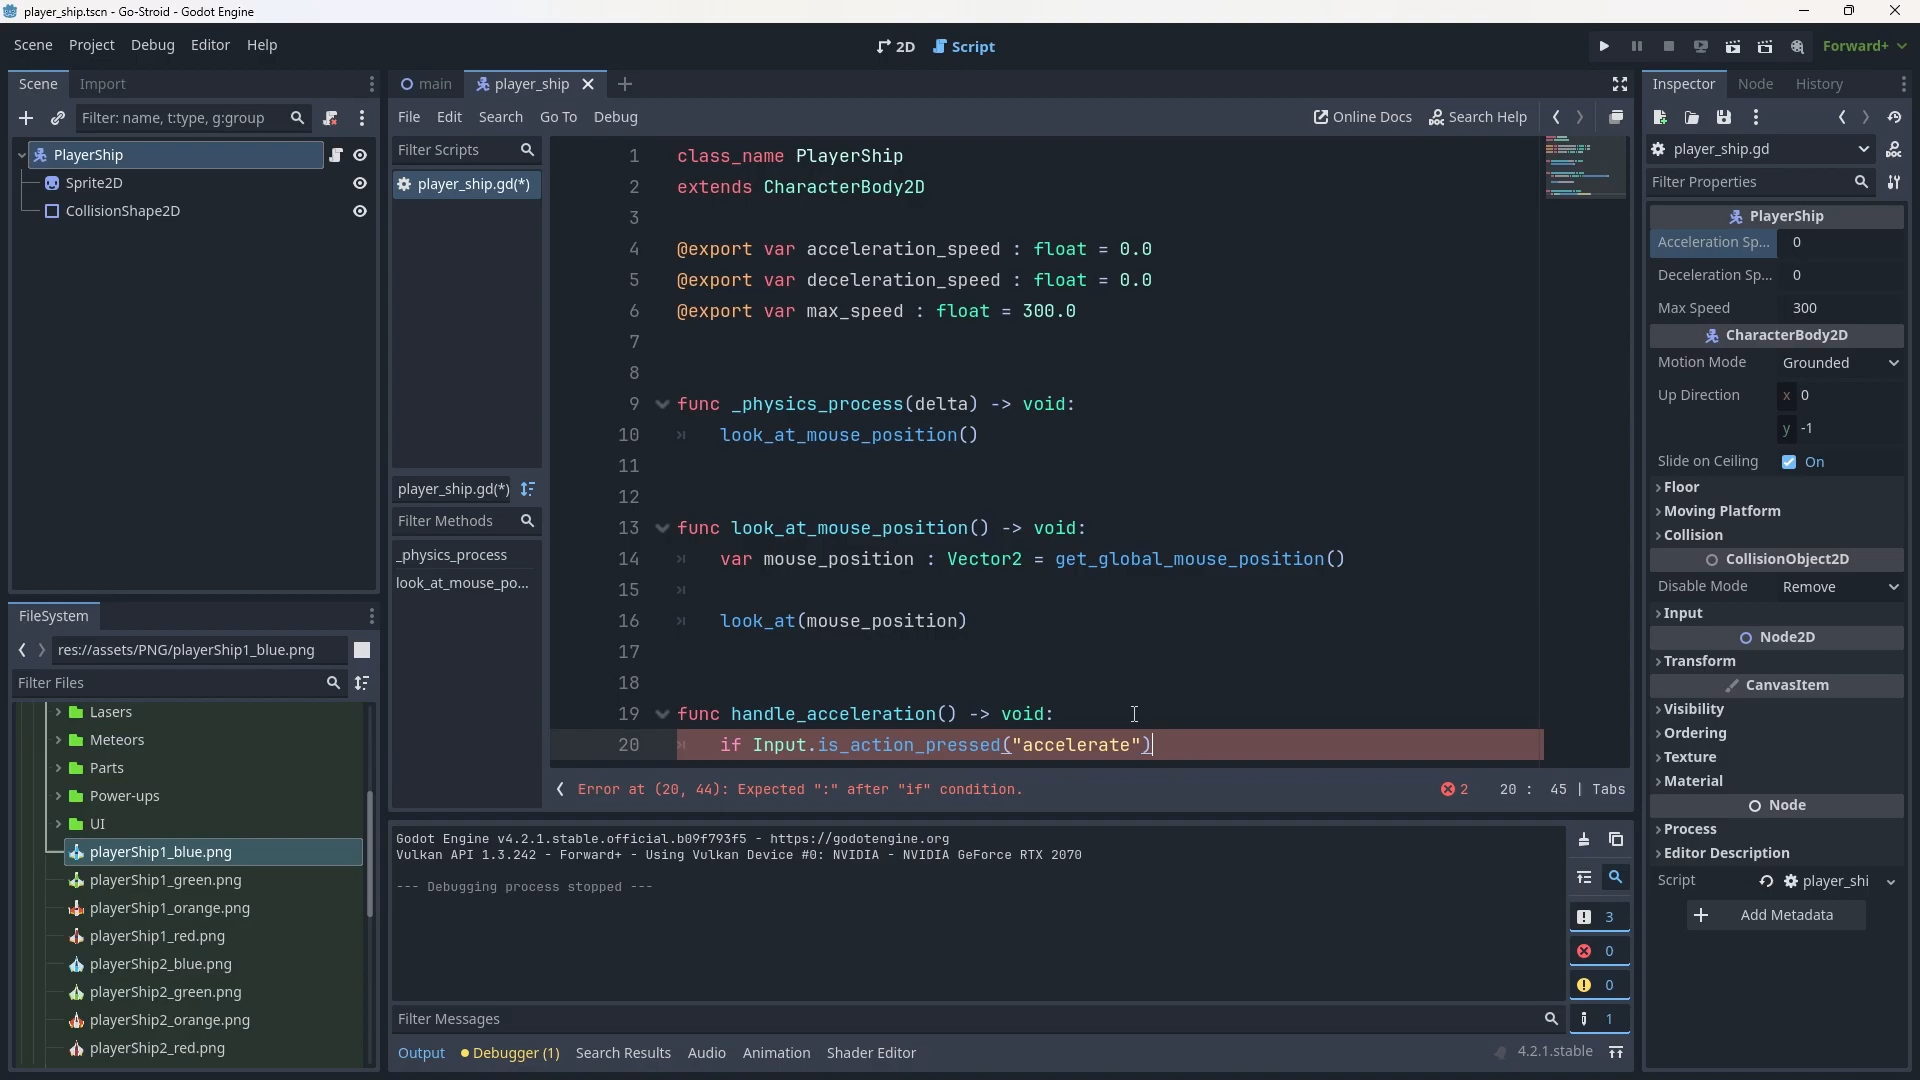 player_ship.tscn - Go-Stroid - Godot Engine
Scene Project Debug Editor Help
2D Script
Forward+
Scene Import
Filter: name, t:type, g:group
PlayerShip
Sprite2D
CollisionShape2D
FileSystem
res://assets/PNG/playerShip1_blue.png
Filter Files
Lasers
Meteors
Parts
Power-ups
UI
playerShip1_blue.png
playerShip1_green.png
playerShip1_orange.png
playerShip1_red.png
playerShip2_blue.png
playerShip2_green.png
playerShip2_orange.png
playerShip2_red.png
main player_ship
File Edit Search Go To Debug
Online Docs Search Help
Filter Scripts
player_ship.gd(*)
player_ship.gd(*)
Filter Methods
_physics_process
look_at_mouse_po...
1 class_name PlayerShip
2 extends CharacterBody2D
3
4 @export var acceleration_speed : float = 0.0
5 @export var deceleration_speed : float = 0.0
6 @export var max_speed : float = 300.0
7
8
9 func _physics_process(delta) -> void:
10 look_at_mouse_position()
11
12
13 func look_at_mouse_position() -> void:
14 var mouse_position : Vector2 = get_global_mouse_position()
15
16 look_at(mouse_position)
17
18
19 func handle_acceleration() -> void:
20 if Input.is_action_pressed("accelerate")
Error at (20, 44): Expected ":" after "if" condition.
2 20 : 45 | Tabs
Godot Engine v4.2.1.stable.official.b09f793f5 - https://godotengine.org
Vulkan API 1.3.242 - Forward+ - Using Vulkan Device #0: NVIDIA - NVIDIA GeForce RTX 2070
--- Debugging process stopped ---
3
0
0
1
Filter Messages
Output Debugger (1) Search Results Audio Animation Shader Editor
4.2.1.stable
Inspector Node History
player_ship.gd
Filter Properties
PlayerShip
Acceleration Sp... 0
Deceleration Sp... 0
Max Speed 300
CharacterBody2D
Motion Mode Grounded
Up Direction x 0
y -1
Slide on Ceiling On
Floor
Moving Platform
Collision
CollisionObject2D
Disable Mode Remove
Input
Node2D
Transform
CanvasItem
Visibility
Ordering
Texture
Material
Node
Process
Editor Description
Script player_shi
Add Metadata